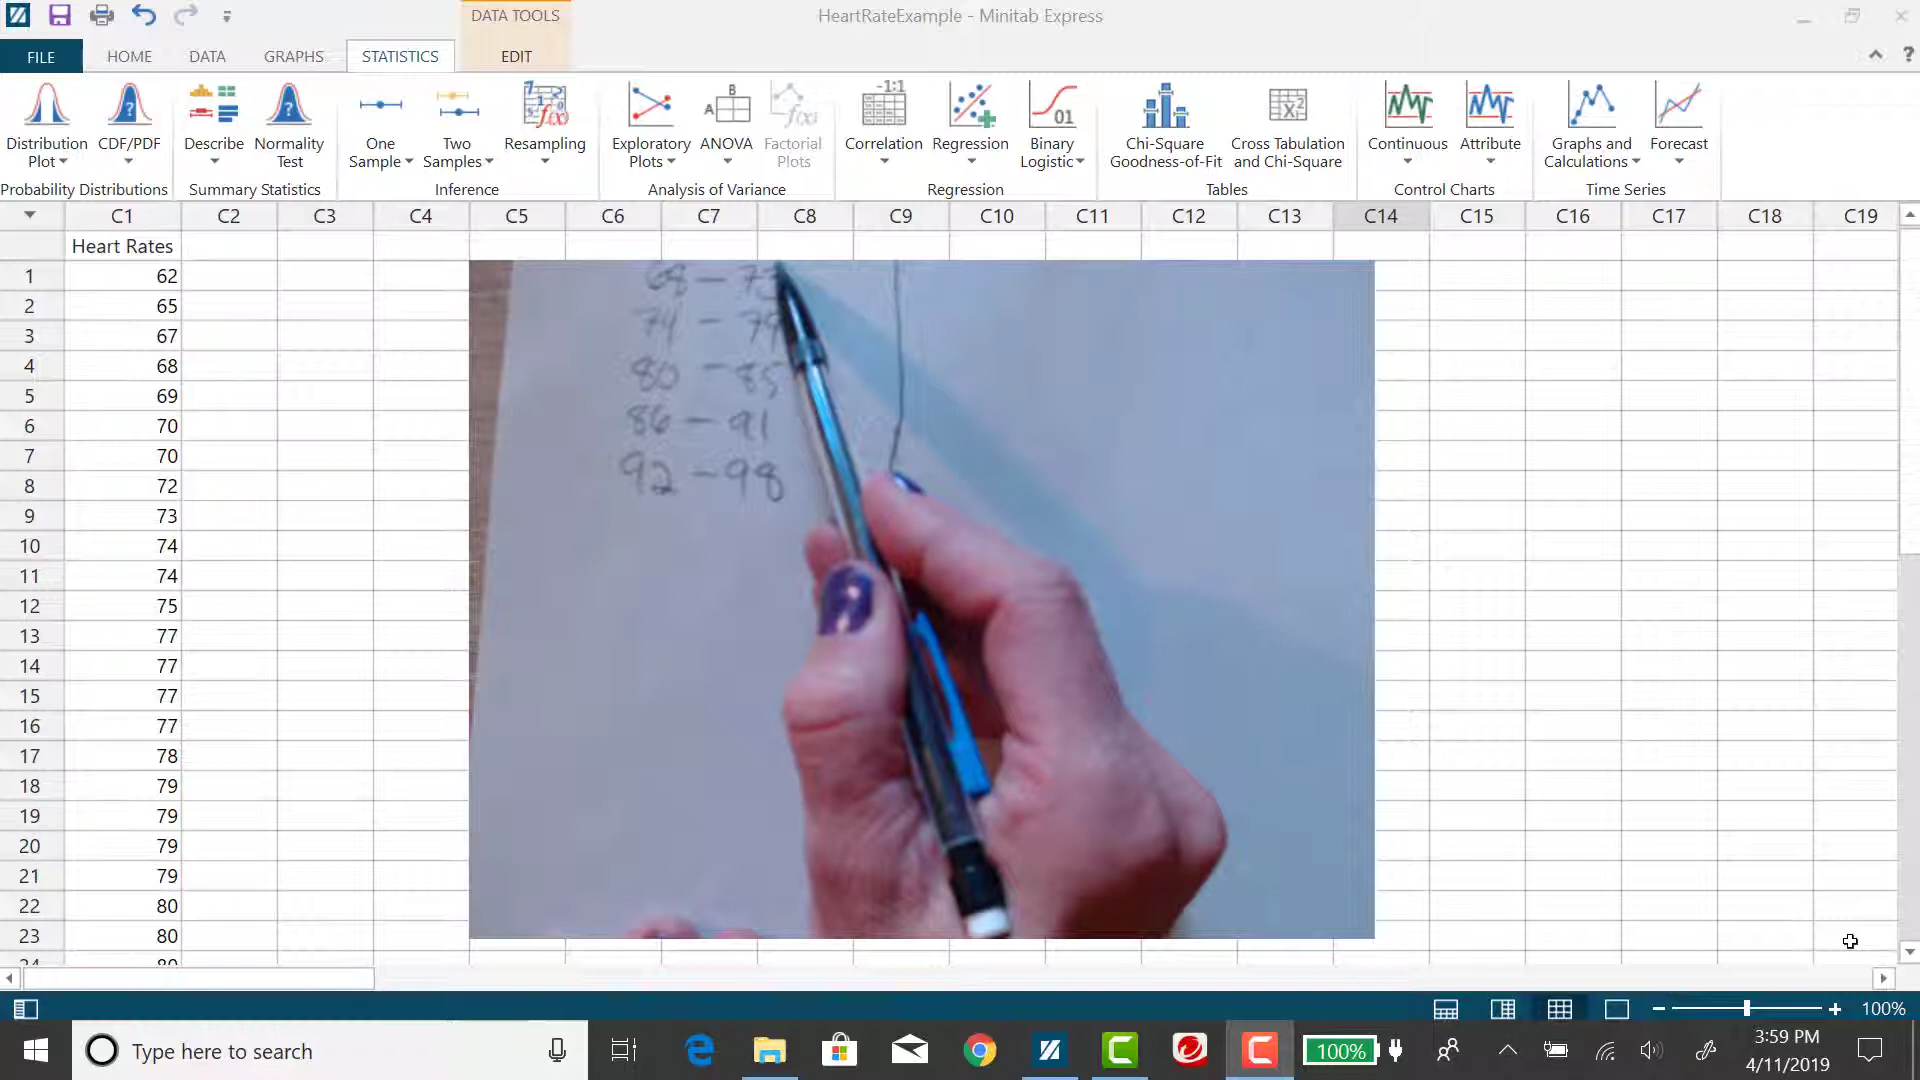 DATA TOOLS
HeartRateExample - Minitab Express
FILE HOME DATA GRAPHS STATISTICS EDIT
Distribution Plot CDF/PDF Describe Normality Test One Sample Two Samples Resampling Exploratory Plots ANOVA Factorial Plots Correlation Regression Binary Logistic Chi-Square Goodness-of-Fit Cross Tabulation and Chi-Square Continuous Attribute Graphs and Calculations Forecast
Probability Distributions Summary Statistics Inference Analysis of Variance Regression Tables Control Charts Time Series
C1 C2 C3 C4 C5 C6 C7 C8 C9 C10 C11 C12 C13 C14 C15 C16 C17 C18 C19
Heart Rates
1 62
2 65
3 67
4 68
5 69
6 70
7 70
8 72
9 73
10 74
11 74
12 75
13 77
14 77
15 77
16 77
17 78
18 79
19 79
20 79
21 79
22 80
23 80
24 80
68 - 73
74 - 79
80 - 85
86 - 91
92 - 98
100%
Type here to search
100%
3:59 PM
4/11/2019